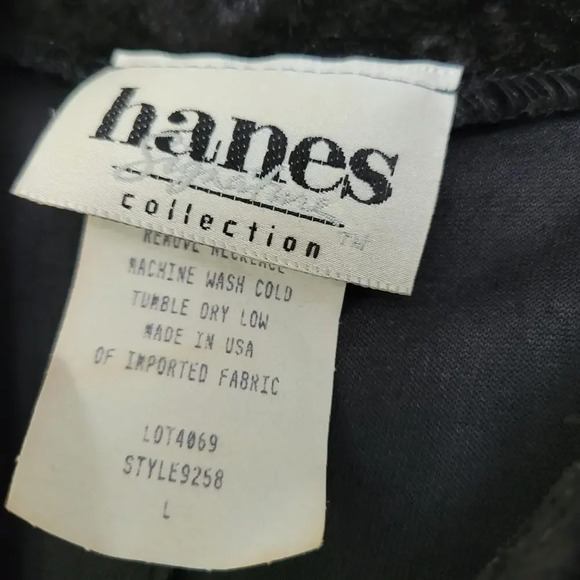 hanes
Signature
collection TM
REMOVE NECKLACE
MACHINE WASH COLD
TUMBLE DRY LOW
MADE IN USA
OF IMPORTED FABRIC
LOT4069
STYLE9258
L